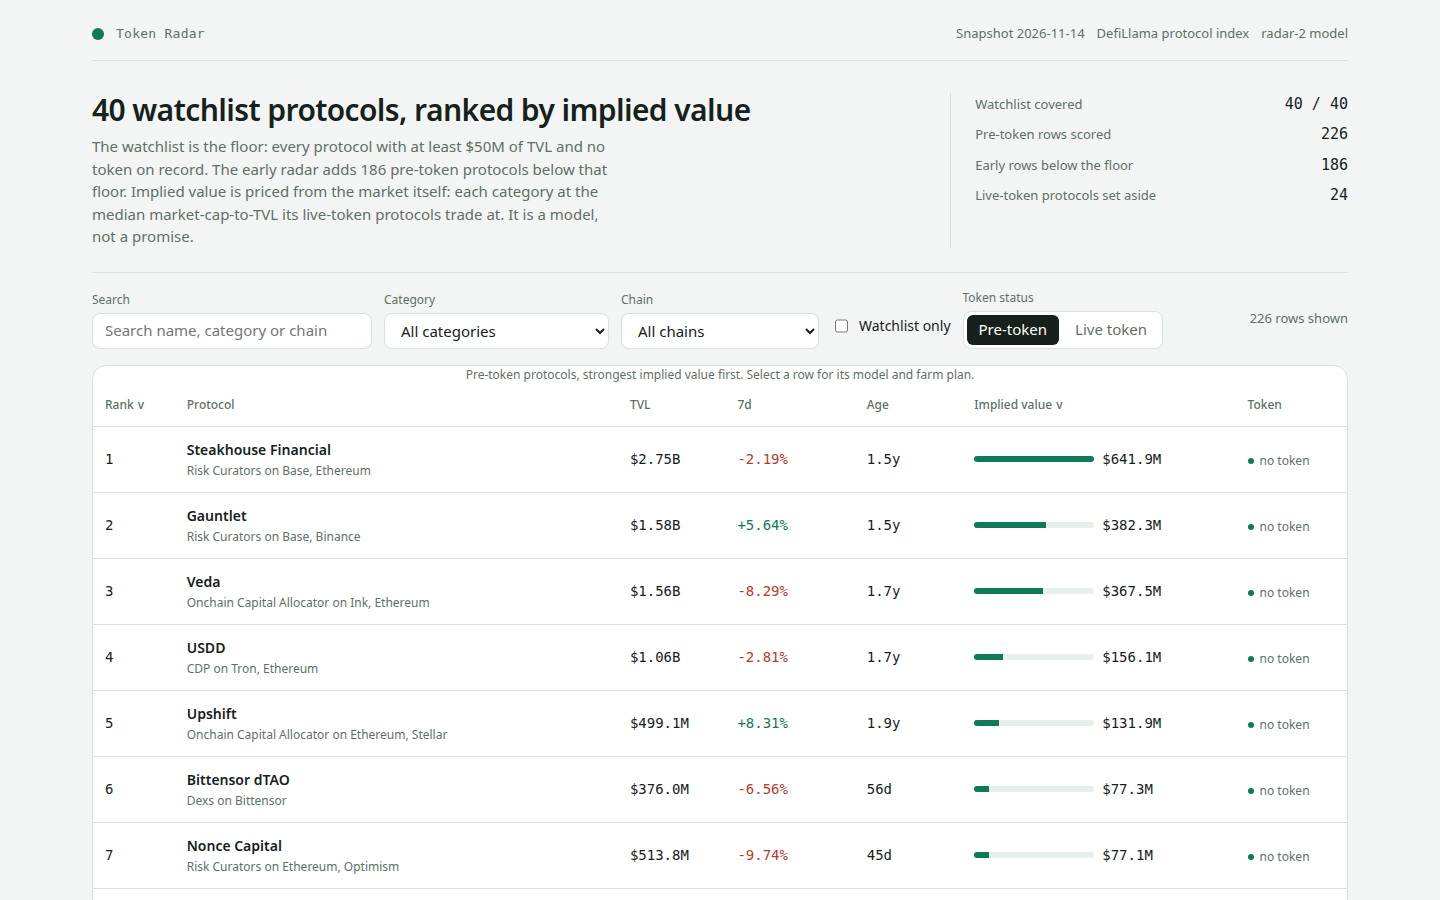 Token Radar
Snapshot 2026-11-14 DefiLlama protocol index radar-2 model
40 watchlist protocols, ranked by implied value
The watchlist is the floor: every protocol with at least $50M of TVL and no
token on record. The early radar adds 186 pre-token protocols below that
floor. Implied value is priced from the market itself: each category at the
median market-cap-to-TVL its live-token protocols trade at. It is a model,
not a promise.
Watchlist covered 40 / 40
Pre-token rows scored 226
Early rows below the floor 186
Live-token protocols set aside 24
Search
Search name, category or chain
Category
All categories
Chain
All chains
Watchlist only
Token status
Pre-token Live token
226 rows shown
Pre-token protocols, strongest implied value first. Select a row for its model and farm plan.
Rank v Protocol TVL 7d Age Implied value v Token
1 Steakhouse Financial $2.75B -2.19% 1.5y $641.9M no token
Risk Curators on Base, Ethereum
2 Gauntlet $1.58B +5.64% 1.5y $382.3M no token
Risk Curators on Base, Binance
3 Veda $1.56B -8.29% 1.7y $367.5M no token
Onchain Capital Allocator on Ink, Ethereum
4 USDD $1.06B -2.81% 1.7y $156.1M no token
CDP on Tron, Ethereum
5 Upshift $499.1M +8.31% 1.9y $131.9M no token
Onchain Capital Allocator on Ethereum, Stellar
6 Bittensor dTAO $376.0M -6.56% 56d $77.3M no token
Dexs on Bittensor
7 Nonce Capital $513.8M -9.74% 45d $77.1M no token
Risk Curators on Ethereum, Optimism